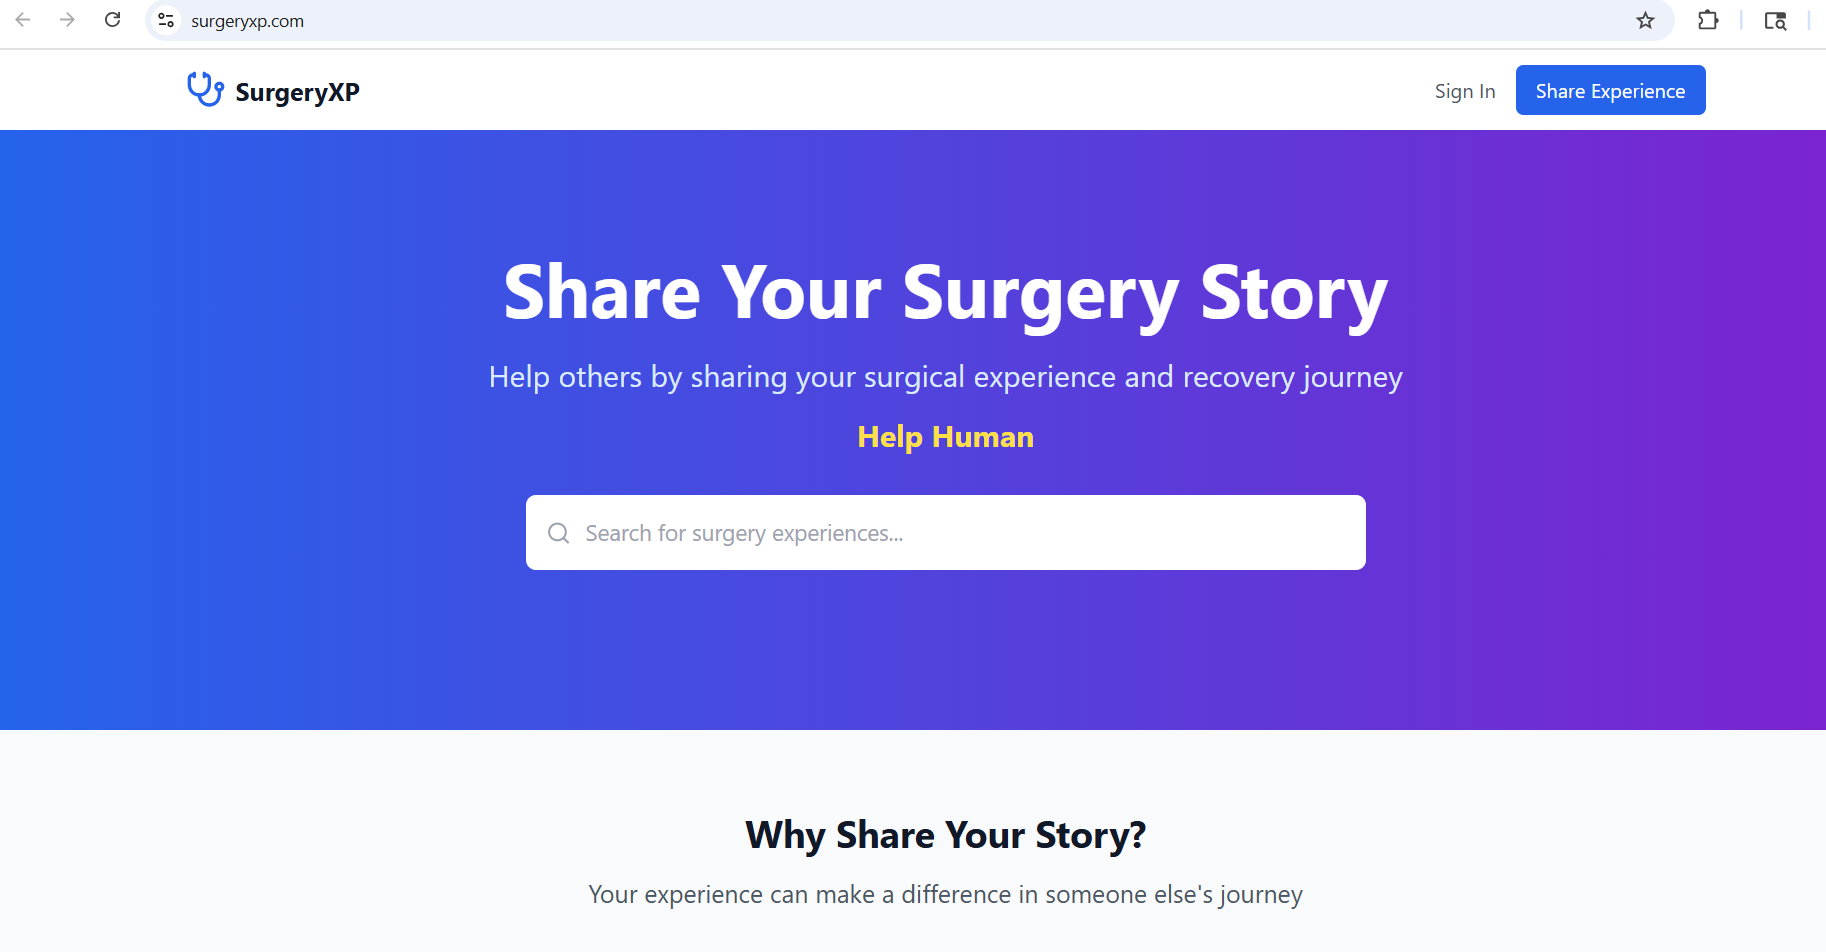 surgeryxp.com
SurgeryXP
Sign In
Share Experience
Share Your Surgery Story
Help others by sharing your surgical experience and recovery journey
Help Human
Search for surgery experiences...
Why Share Your Story?
Your experience can make a difference in someone else's journey